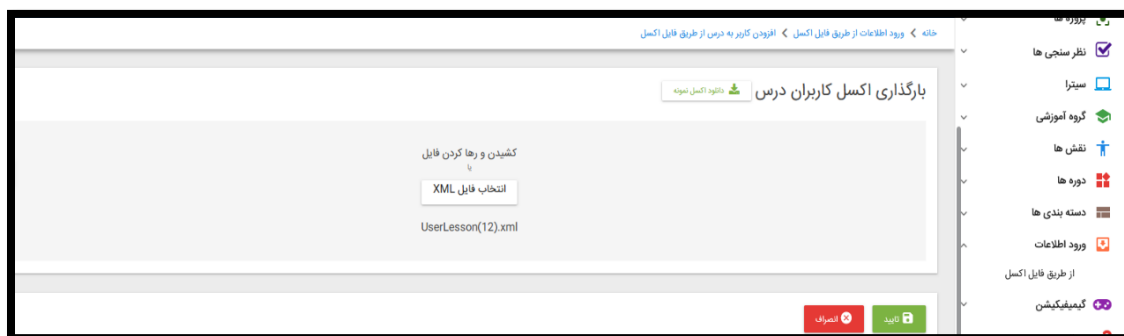 پروژه ها
نظر سنجی ها
سیترا
گروه آموزشی
نقش ها
دوره ها
دسته بندی ها
ورود اطلاعات
از طریق فایل اکسل
گیمیفیکیشن
خانه ❯ ورود اطلاعات از طریق فایل اکسل ❯ افزودن کاربر به درس از طریق فایل اکسل
بارگذاری اکسل کاربران درس دانلود اکسل نمونه
کشیدن و رها کردن فایل
یا
انتخاب فایل XML
UserLesson(12).xml
تایید انصراف